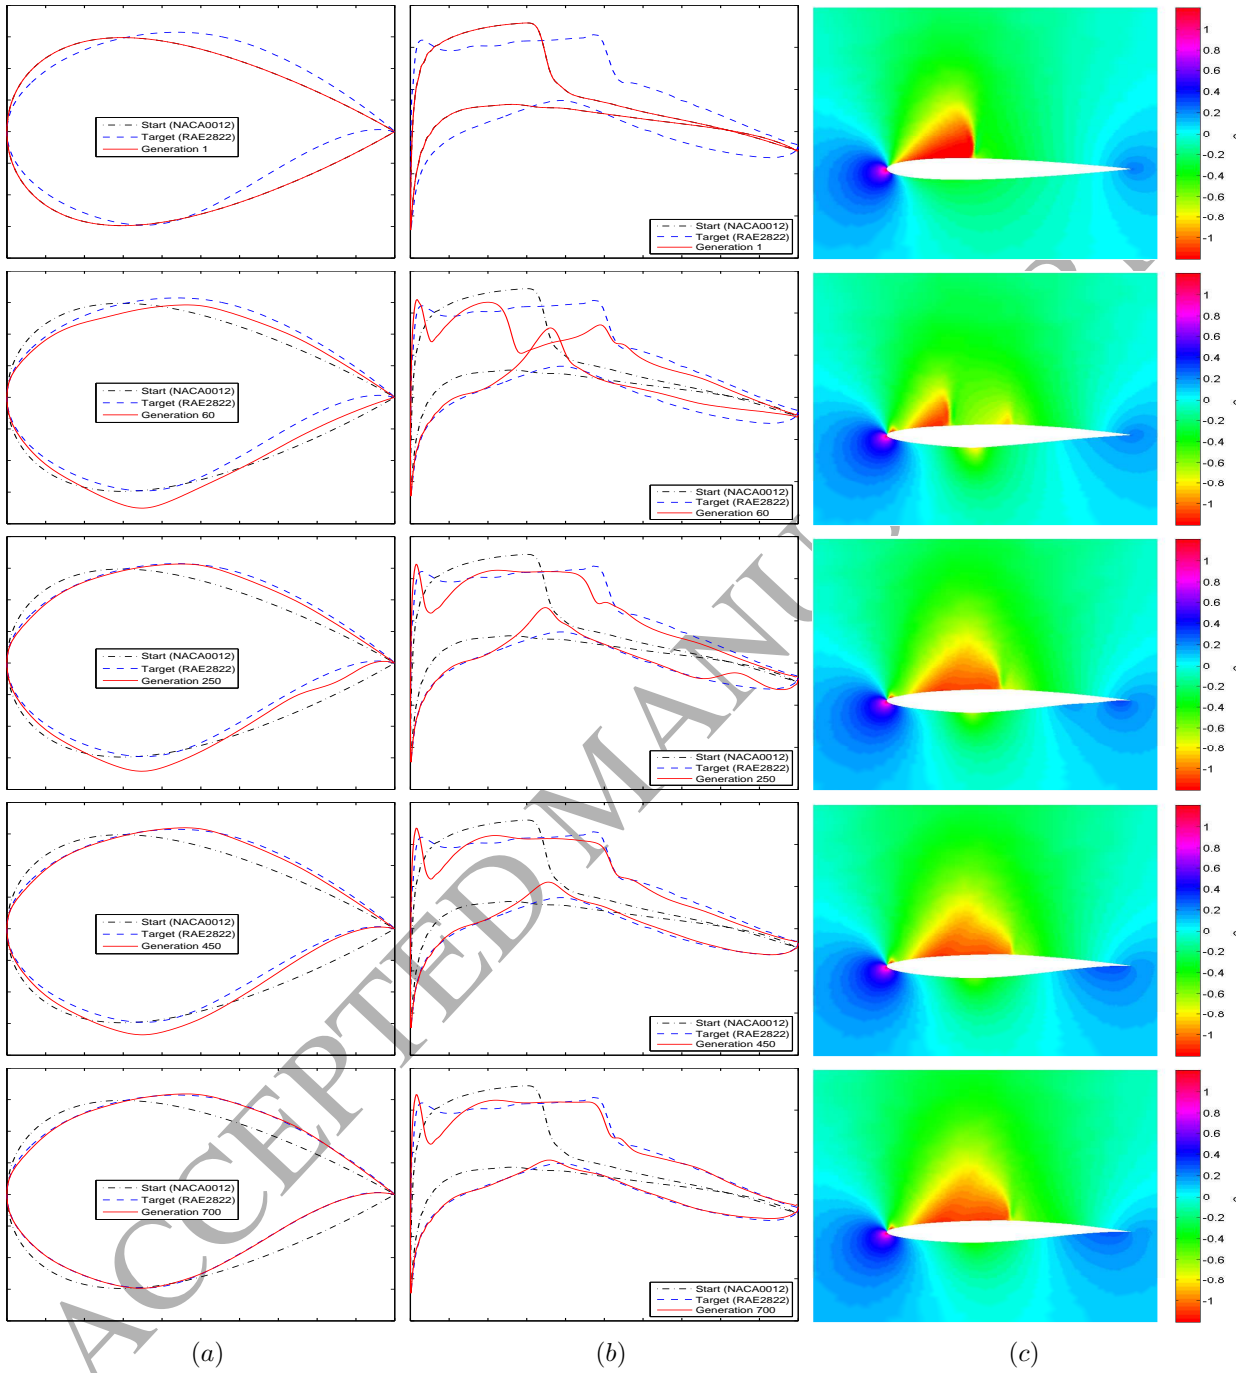 Start (NACA0012)
Target (RAE2822)
Generation 1
Start (NACA0012)
Target (RAE2822)
Generation 1
1
0.8
0.6
0.4
0.2
0
-0.2
-0.4
-0.6
-0.8
-1
Start (NACA0012)
Target (RAE2822)
Generation 60
Start (NACA0012)
Target (RAE2822)
Generation 60
1
0.8
0.6
0.4
0.2
0
-0.2
-0.4
-0.6
-0.8
-1
Start (NACA0012)
Target (RAE2822)
Generation 250
Start (NACA0012)
Target (RAE2822)
Generation 250
1
0.8
0.6
0.4
0.2
0
-0.2
-0.4
-0.6
-0.8
-1
Start (NACA0012)
Target (RAE2822)
Generation 450
Start (NACA0012)
Target (RAE2822)
Generation 450
1
0.8
0.6
0.4
0.2
0
-0.2
-0.4
-0.6
-0.8
-1
Start (NACA0012)
Target (RAE2822)
Generation 700
Start (NACA0012)
Target (RAE2822)
Generation 700
1
0.8
0.6
0.4
0.2
0
-0.2
-0.4
-0.6
-0.8
-1
(a)
(b)
(c)
ACCEPTED